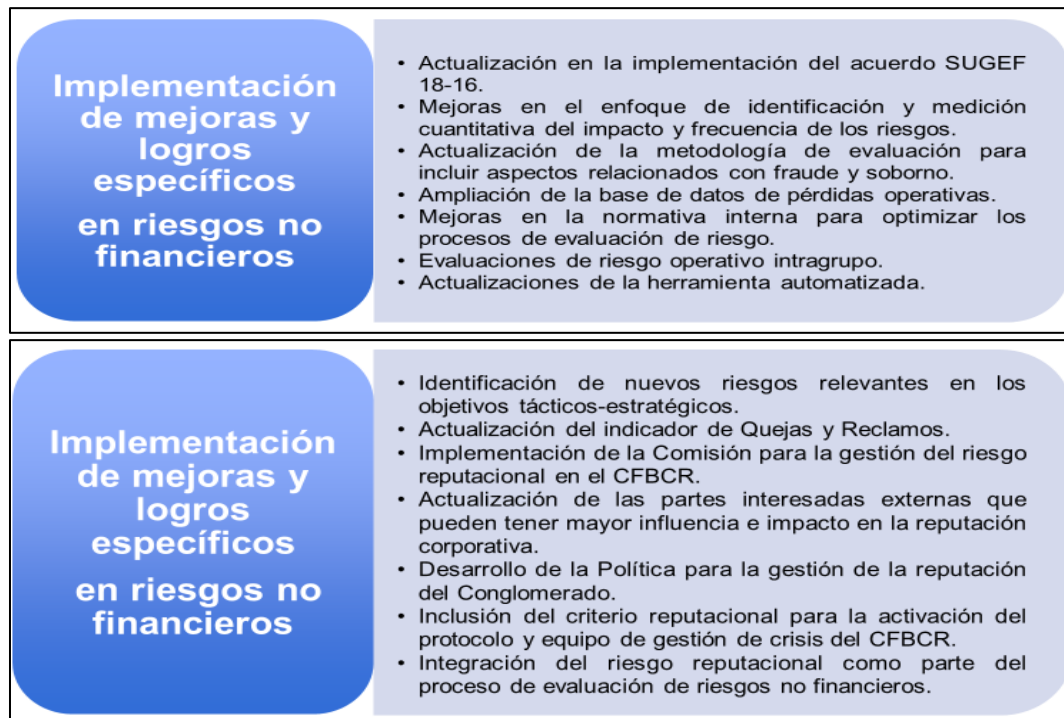 Implementación
de mejoras y
logros
específicos
en riesgos no
financieros
• Actualización en la implementación del acuerdo SUGEF
18-16.
• Mejoras en el enfoque de identificación y medición
cuantitativa del impacto y frecuencia de los riesgos.
• Actualización de la metodología de evaluación para
incluir aspectos relacionados con fraude y soborno.
• Ampliación de la base de datos de pérdidas operativas.
• Mejoras en la normativa interna para optimizar los
procesos de evaluación de riesgo.
• Evaluaciones de riesgo operativo intragrupo.
• Actualizaciones de la herramienta automatizada.
Implementación
de mejoras y
logros
específicos
en riesgos no
financieros
• Identificación de nuevos riesgos relevantes en los
objetivos tácticos-estratégicos.
• Actualización del indicador de Quejas y Reclamos.
• Implementación de la Comisión para la gestión del riesgo
reputacional en el CFBCR.
• Actualización de las partes interesadas externas que
pueden tener mayor influencia e impacto en la reputación
corporativa.
• Desarrollo de la Política para la gestión de la reputación
del Conglomerado.
• Inclusión del criterio reputacional para la activación del
protocolo y equipo de gestión de crisis del CFBCR.
• Integración del riesgo reputacional como parte del
proceso de evaluación de riesgos no financieros.